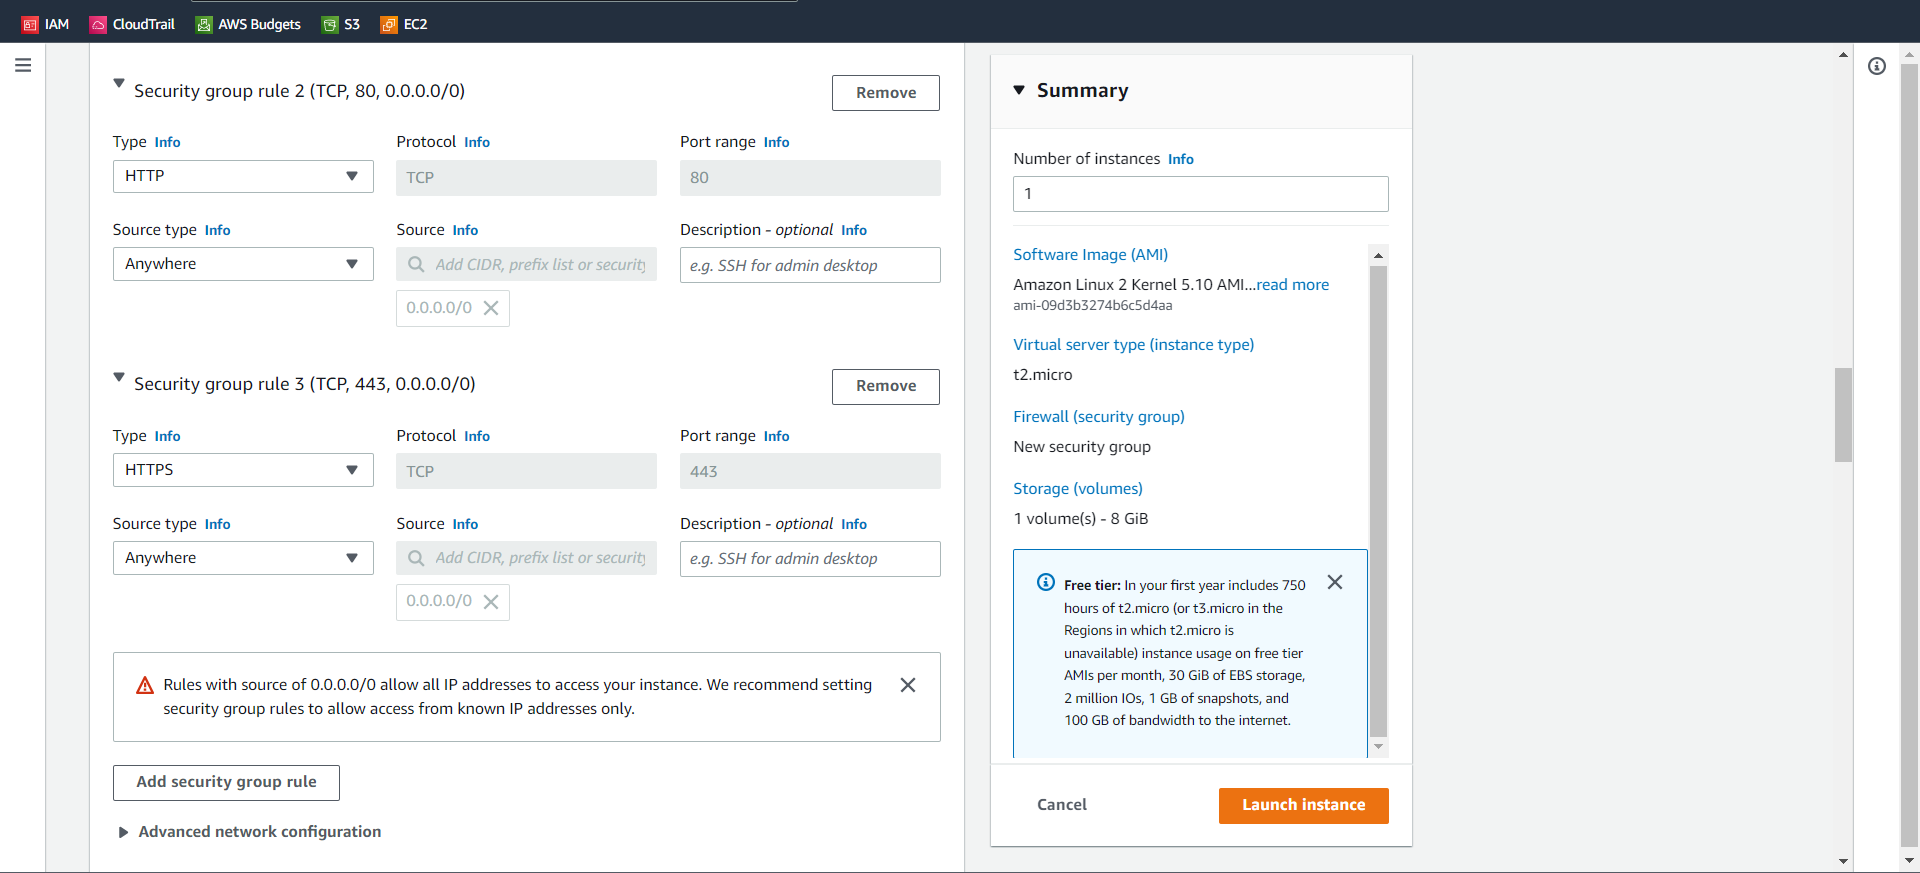 IAM CloudTrail AWS Budgets S3 EC2
Security group rule 2 (TCP, 80, 0.0.0.0/0)
Remove
Type Info
Protocol Info
Port range Info
HTTP
TCP
80
Source type Info
Source Info
Description - optional Info
Anywhere
Add CIDR, prefix list or security
e.g. SSH for admin desktop
0.0.0.0/0
Security group rule 3 (TCP, 443, 0.0.0.0/0)
Remove
Type Info
Protocol Info
Port range Info
HTTPS
TCP
443
Source type Info
Source Info
Description - optional Info
Anywhere
Add CIDR, prefix list or security
e.g. SSH for admin desktop
0.0.0.0/0
Rules with source of 0.0.0.0/0 allow all IP addresses to access your instance. We recommend setting
security group rules to allow access from known IP addresses only.
Add security group rule
Advanced network configuration
Summary
Number of instances Info
1
Software Image (AMI)
Amazon Linux 2 Kernel 5.10 AMI...read more
ami-09d3b3274b6c5d4aa
Virtual server type (instance type)
t2.micro
Firewall (security group)
New security group
Storage (volumes)
1 volume(s) - 8 GiB
Free tier: In your first year includes 750
hours of t2.micro (or t3.micro in the
Regions in which t2.micro is
unavailable) instance usage on free tier
AMIs per month, 30 GiB of EBS storage,
2 million IOs, 1 GB of snapshots, and
100 GB of bandwidth to the internet.
Cancel
Launch instance